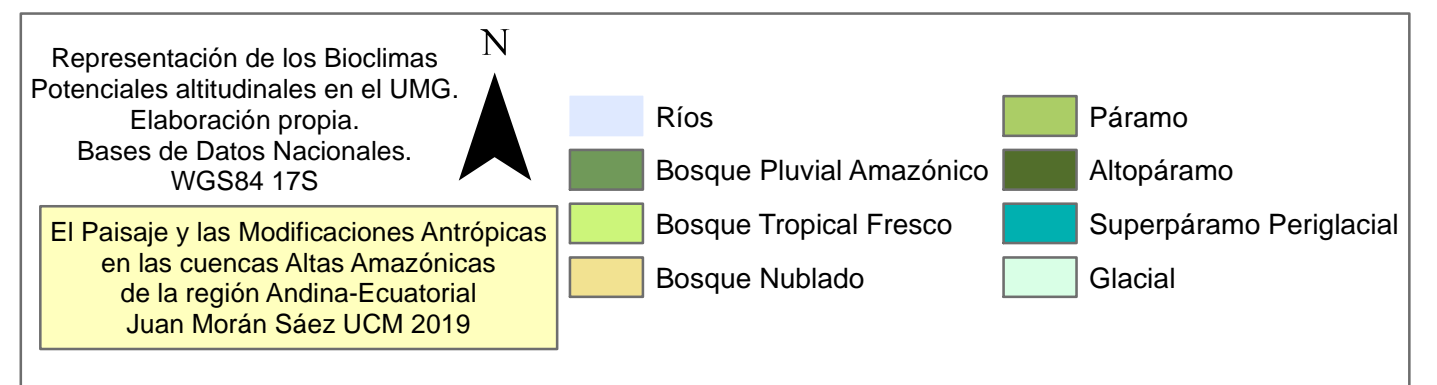 Representación de los Bioclimas
Potenciales altitudinales en el UMG.
Elaboración propia.
Bases de Datos Nacionales.
WGS84 17S
N
El Paisaje y las Modificaciones Antrópicas
en las cuencas Altas Amazónicas
de la región Andina-Ecuatorial
Juan Morán Sáez UCM 2019
Ríos
Bosque Pluvial Amazónico
Bosque Tropical Fresco
Bosque Nublado
Páramo
Altopáramo
Superpáramo Periglacial
Glacial